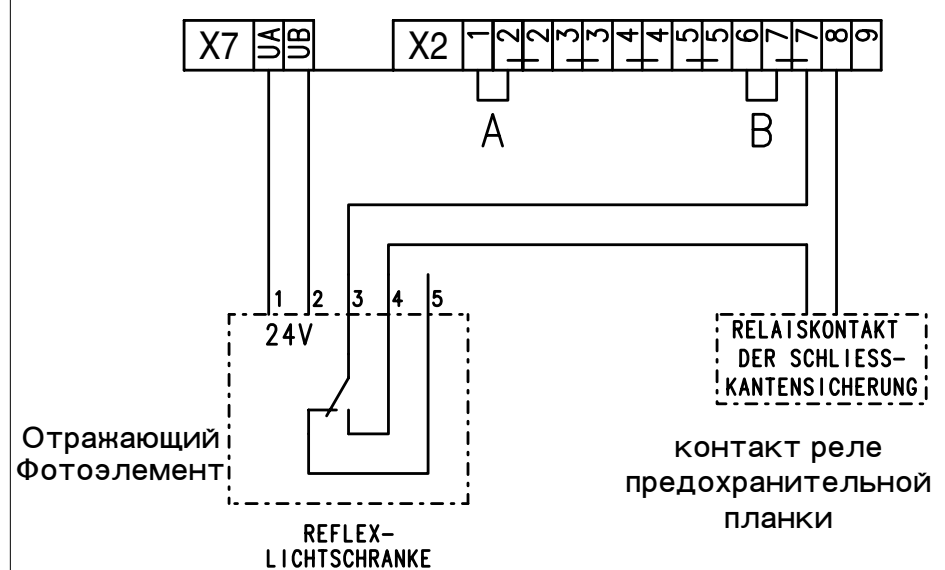 X7 UA UB X2 1 2 2 3 3 4 4 5 5 6 7 7 8 9
A B
1 2 3 4 5
24V
RELAISKONTAKT
DER SCHLIESS-
KANTENSICHERUNG
Отражающий
Фотоэлемент
контакт реле
предохранительной
планки
REFLEX-
LICHTSCHRANKE